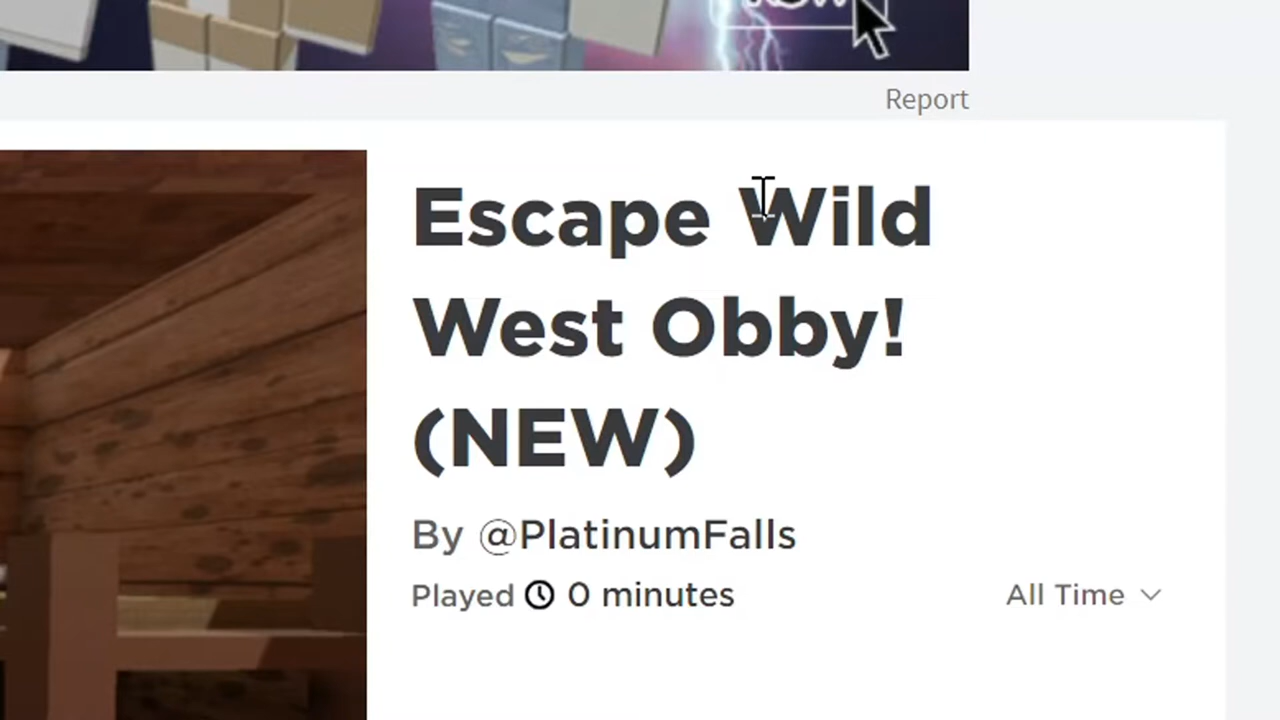 Report
Escape Wild
West Obby!
(NEW)
By @PlatinumFalls
Played 0 minutes
All Time